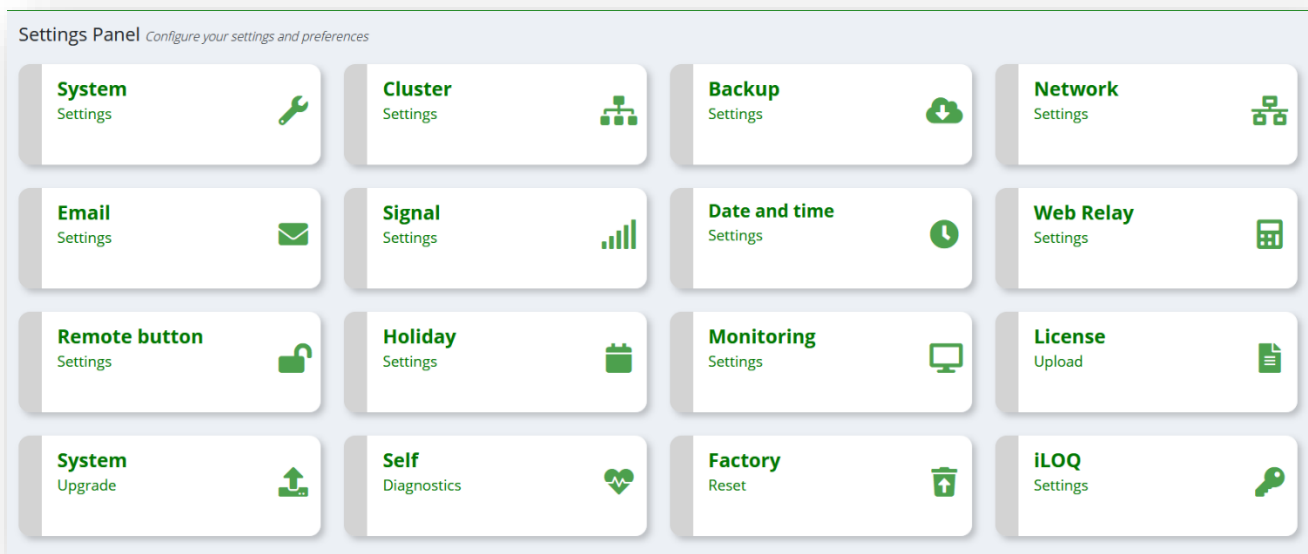 Settings Panel Configure your settings and preferences
System
Settings
Cluster
Settings
Backup
Settings
Network
Settings
Email
Settings
Signal
Settings
Date and time
Settings
Web Relay
Settings
Remote button
Settings
Holiday
Settings
Monitoring
Settings
License
Upload
System
Upgrade
Self
Diagnostics
Factory
Reset
iLOQ
Settings